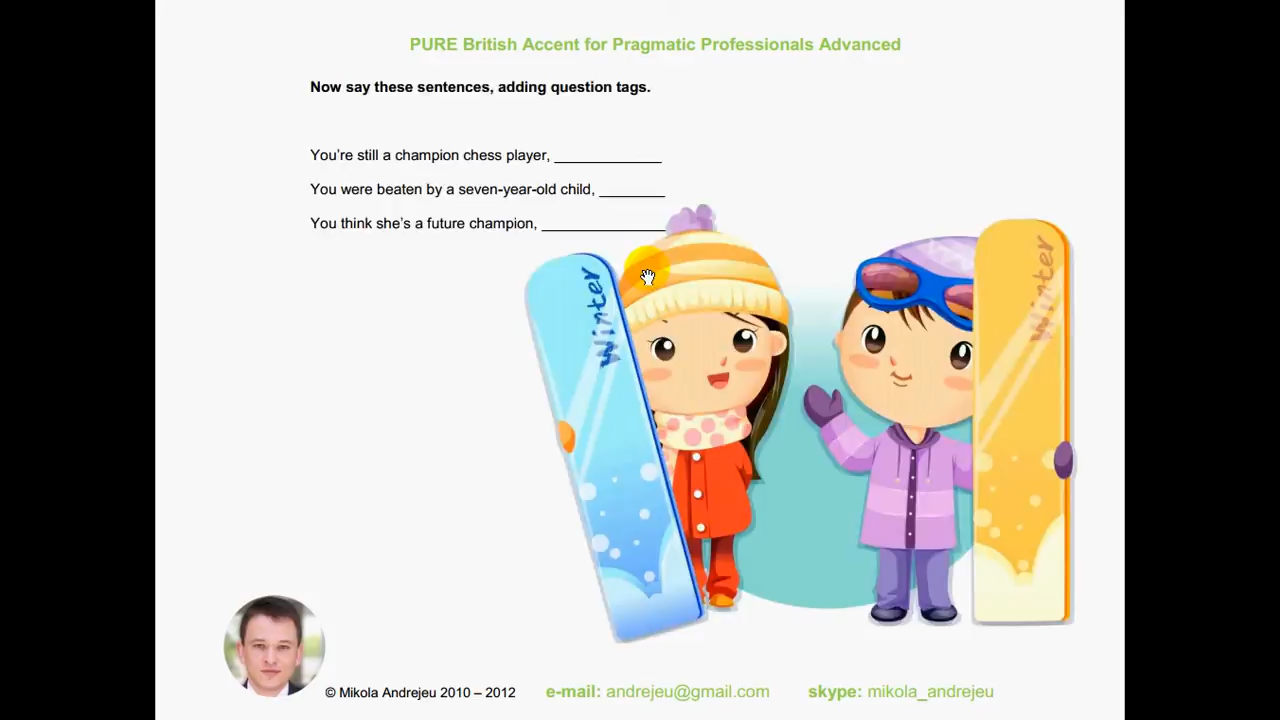 PURE British Accent for Pragmatic Professionals Advanced
Now say these sentences, adding question tags.
You’re still a champion chess player, _____________
You were beaten by a seven-year-old child, ________
You think she’s a future champion, _______________
Winter
Winter
© Mikola Andrejeu 2010 – 2012 e-mail: andrejeu@gmail.com skype: mikola_andrejeu